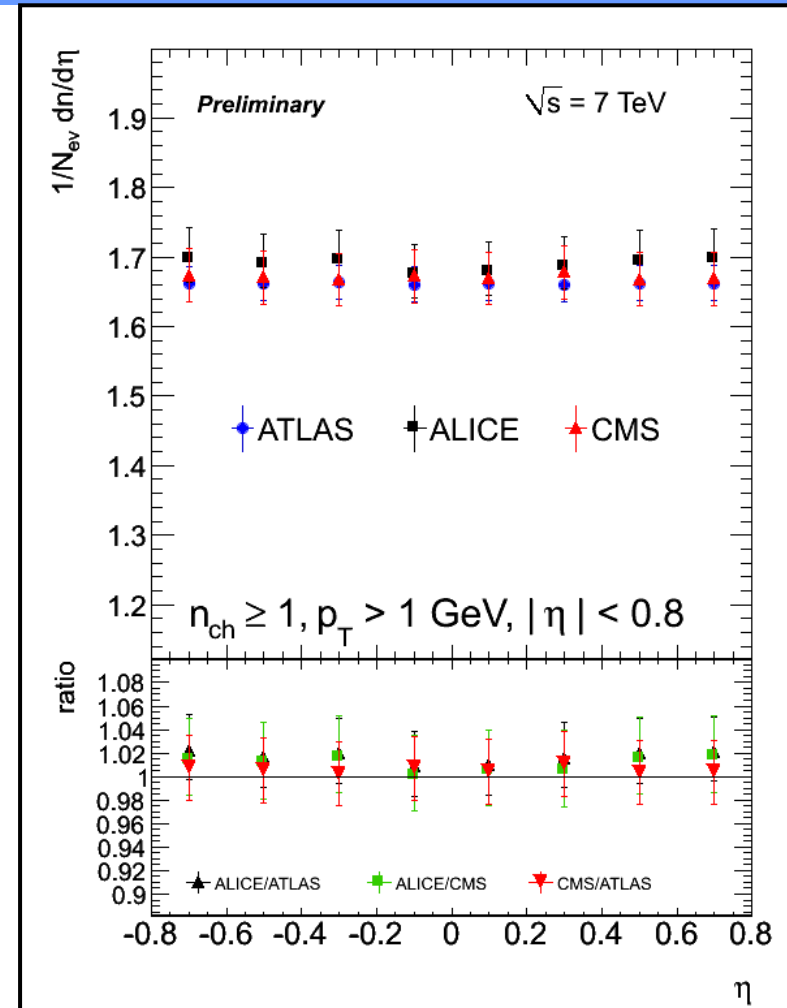 1/N_ev dn/dη
Preliminary
√s = 7 TeV
1.9
1.8
1.7
1.6
1.5
1.4
1.3
1.2
ATLAS ALICE CMS
n_ch ≥ 1, p_T > 1 GeV, | η | < 0.8
ratio
1.08
1.06
1.04
1.02
1
0.98
0.96
0.94
0.92
0.9
ALICE/ATLAS ALICE/CMS CMS/ATLAS
-0.8 -0.6 -0.4 -0.2 0 0.2 0.4 0.6 0.8
η